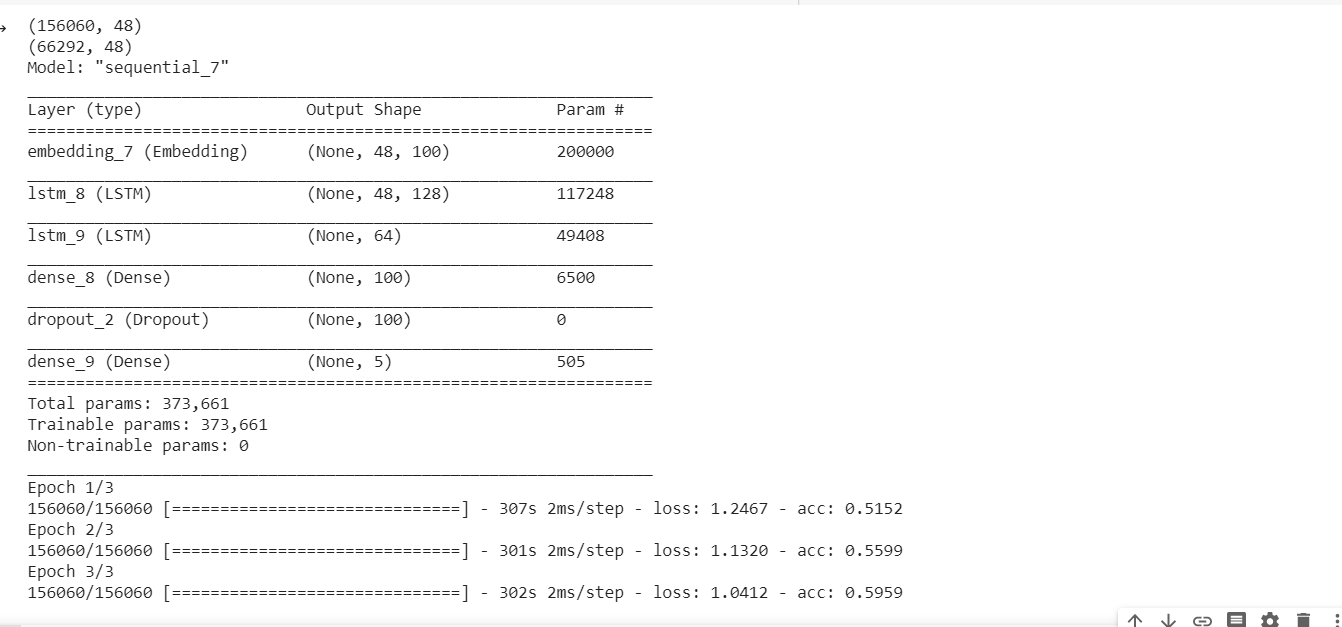 (156060, 48)
(66292, 48)
Model: "sequential_7"
_________________________________________________________________
Layer (type)                 Output Shape              Param #
=================================================================
embedding_7 (Embedding)      (None, 48, 100)           200000
_________________________________________________________________
lstm_8 (LSTM)                (None, 48, 128)           117248
_________________________________________________________________
lstm_9 (LSTM)                (None, 64)                49408
_________________________________________________________________
dense_8 (Dense)              (None, 100)               6500
_________________________________________________________________
dropout_2 (Dropout)          (None, 100)               0
_________________________________________________________________
dense_9 (Dense)              (None, 5)                 505
=================================================================
Total params: 373,661
Trainable params: 373,661
Non-trainable params: 0
_________________________________________________________________
Epoch 1/3
156060/156060 [==============================] - 307s 2ms/step - loss: 1.2467 - acc: 0.5152
Epoch 2/3
156060/156060 [==============================] - 301s 2ms/step - loss: 1.1320 - acc: 0.5599
Epoch 3/3
156060/156060 [==============================] - 302s 2ms/step - loss: 1.0412 - acc: 0.5959